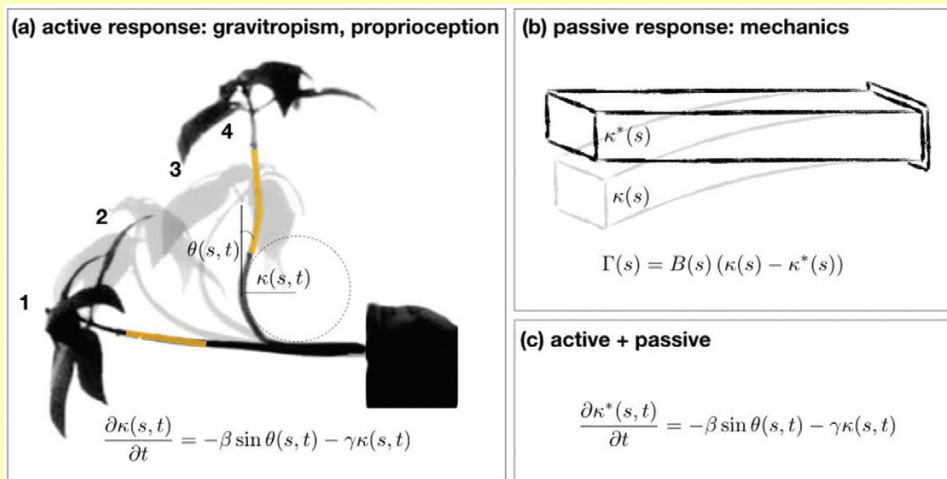 (a) active response: gravitropism, proprioception
4
3
2
1
θ(s, t)
κ(s, t)
∂κ(s, t)/∂t = −β sin θ(s, t) − γκ(s, t)
(b) passive response: mechanics
κ*(s)
κ(s)
Γ(s) = B(s) (κ(s) − κ*(s))
(c) active + passive
∂κ*(s, t)/∂t = −β sin θ(s, t) − γκ(s, t)